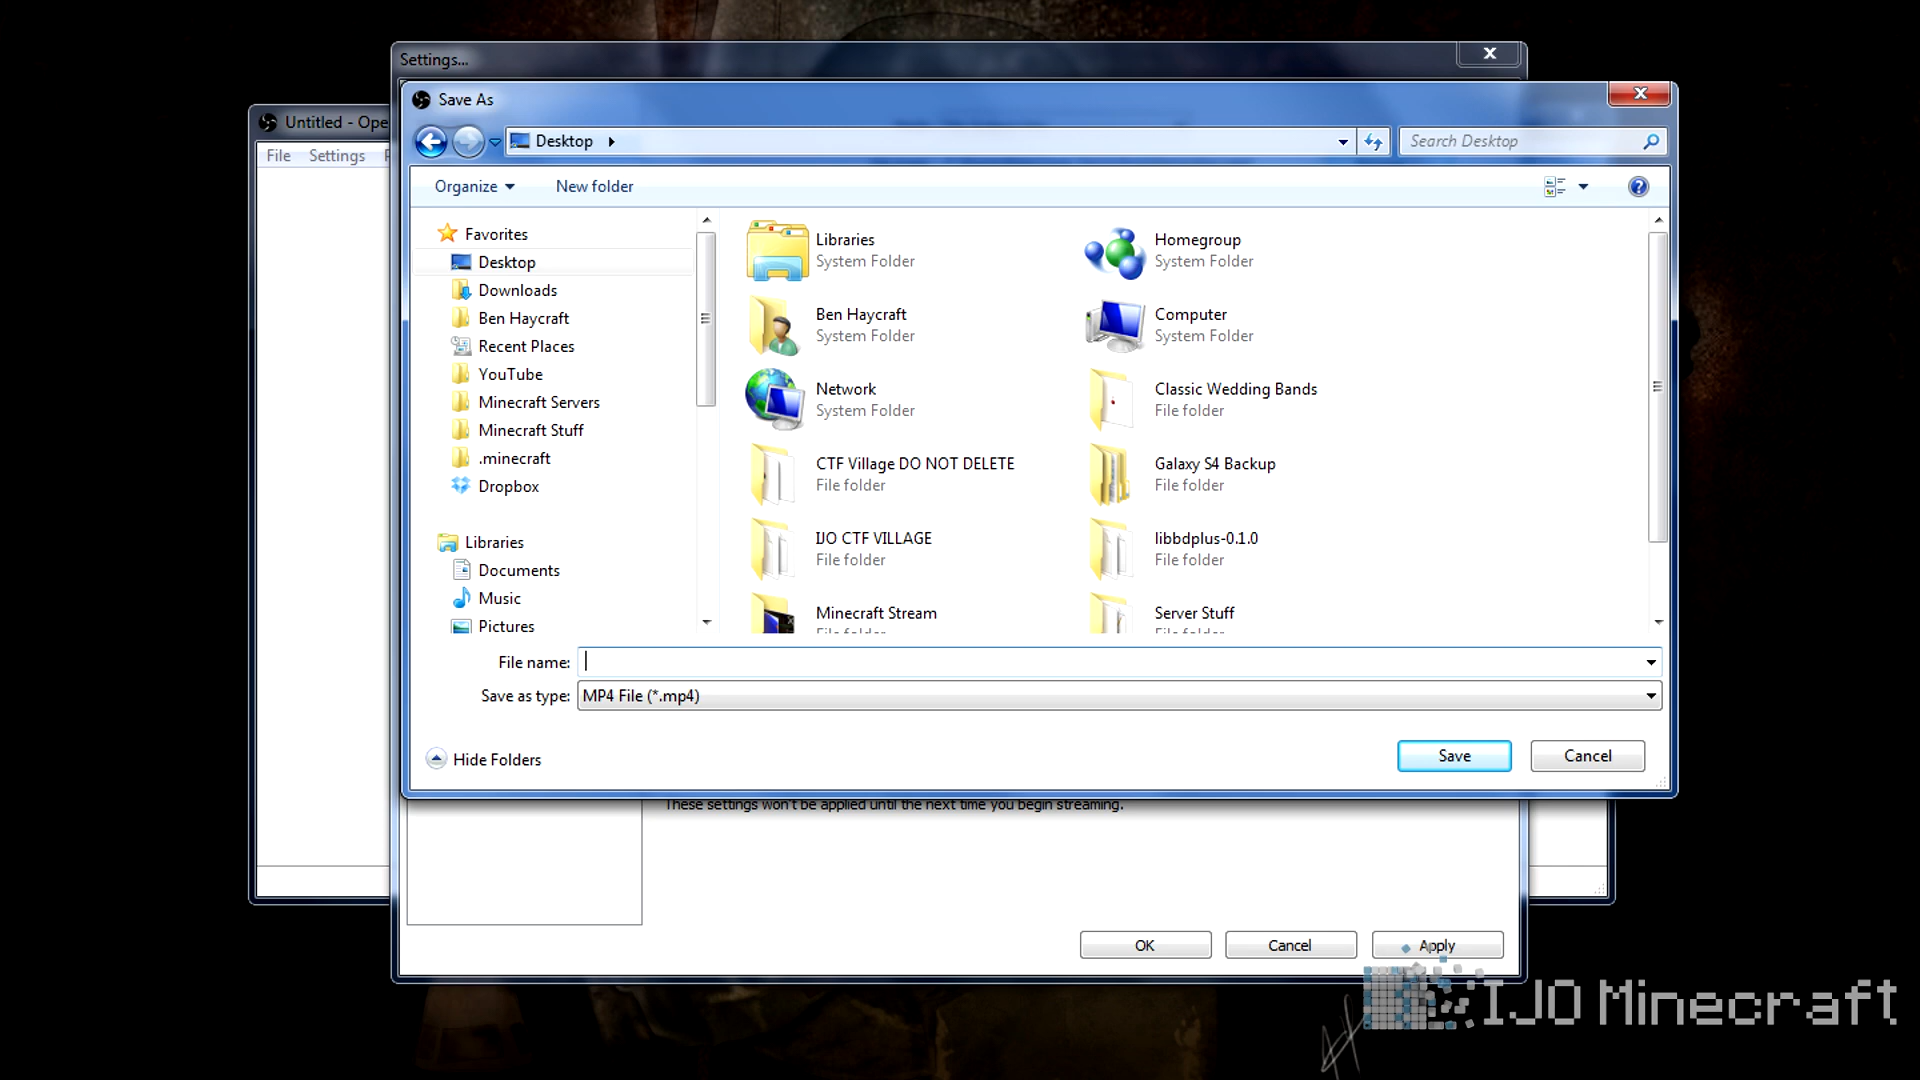 Settings...
Save As
Untitled - Ope
File Settings
Desktop
Search Desktop
Organize New folder
Favorites
Desktop
Downloads
Ben Haycraft
Recent Places
YouTube
Minecraft Servers
Minecraft Stuff
.minecraft
Dropbox
Libraries
Documents
Music
Pictures
Libraries
System Folder
Homegroup
System Folder
Ben Haycraft
System Folder
Computer
System Folder
Network
System Folder
Classic Wedding Bands
File folder
CTF Village DO NOT DELETE
File folder
Galaxy S4 Backup
File folder
IJO CTF VILLAGE
File folder
libbdplus-0.1.0
File folder
Minecraft Stream
File folder
Server Stuff
File folder
File name:
Save as type: MP4 File (*.mp4)
Hide Folders
Save Cancel
These settings won't be applied until the next time you begin streaming.
OK Cancel Apply
IJO Minecraft